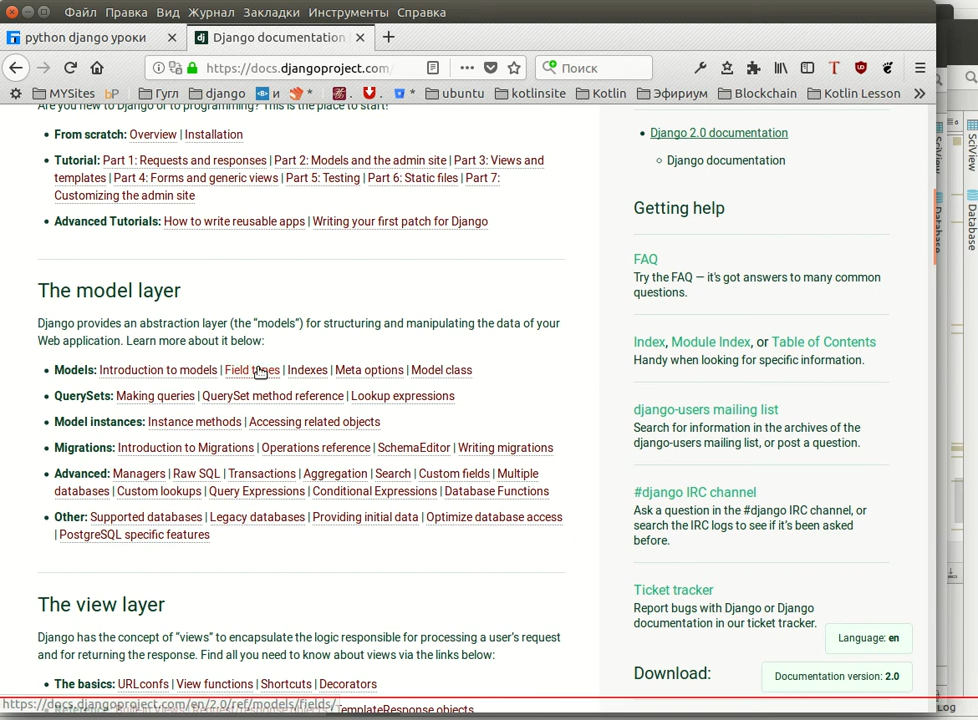 Файл Правка Вид Журнал Закладки Инструменты Справка
python django уроки
Django documentation
https://docs.djangoproject.com/
Поиск
MYSites Гугл django и ubuntu kotlinsite Kotlin Эфириум Blockchain Kotlin Lesson
Are you new to Django or to programming? This is the place to start!
• From scratch: Overview | Installation
• Tutorial: Part 1: Requests and responses | Part 2: Models and the admin site | Part 3: Views and
templates | Part 4: Forms and generic views | Part 5: Testing | Part 6: Static files | Part 7:
Customizing the admin site
• Advanced Tutorials: How to write reusable apps | Writing your first patch for Django
The model layer
Django provides an abstraction layer (the “models”) for structuring and manipulating the data of your
Web application. Learn more about it below:
• Models: Introduction to models | Field types | Indexes | Meta options | Model class
• QuerySets: Making queries | QuerySet method reference | Lookup expressions
• Model instances: Instance methods | Accessing related objects
• Migrations: Introduction to Migrations | Operations reference | SchemaEditor | Writing migrations
• Advanced: Managers | Raw SQL | Transactions | Aggregation | Search | Custom fields | Multiple
databases | Custom lookups | Query Expressions | Conditional Expressions | Database Functions
• Other: Supported databases | Legacy databases | Providing initial data | Optimize database access
| PostgreSQL specific features
The view layer
Django has the concept of “views” to encapsulate the logic responsible for processing a user’s request
and for returning the response. Find all you need to know about views via the links below:
• The basics: URLconfs | View functions | Shortcuts | Decorators
https://docs.djangoproject.com/en/2.0/ref/models/fields/
TemplateResponse objects
• Django 2.0 documentation
Django documentation
Getting help
FAQ
Try the FAQ — it's got answers to many common
questions.
Index, Module Index, or Table of Contents
Handy when looking for specific information.
django-users mailing list
Search for information in the archives of the
django-users mailing list, or post a question.
#django IRC channel
Ask a question in the #django IRC channel, or
search the IRC logs to see if it’s been asked
before.
Ticket tracker
Report bugs with Django or Django
documentation in our ticket tracker.
Language: en
Download:
Documentation version: 2.0
SciView
Database
SciView
Database
Log